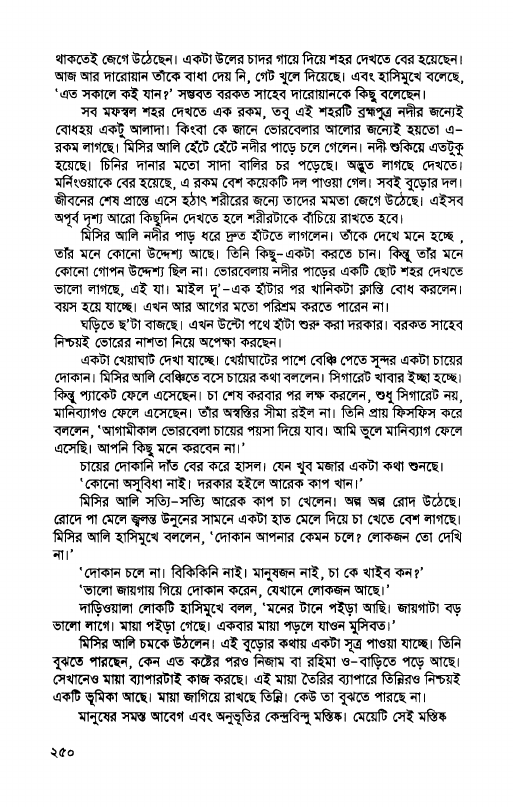 থাকতেই জেগে উঠেছেন। একটা উলের চাদর গায়ে দিয়ে শহর দেখতে বের হয়েছেন।
আজ আর দারোয়ান তাঁকে বাধা দেয় নি, গেট খুলে দিয়েছে। এবং হাসিমুখে বলেছে,
‘এত সকালে কই যান?’ সম্ভবত বরকত সাহেব দারোয়ানকে কিছু বলেছেন।
সব মফস্বল শহর দেখতে এক রকম, তবু এই শহরটি ব্রহ্মপুত্র নদীর জন্যেই
বোধহয় একটু আলাদা। কিংবা কে জানে ভোরবেলার আলোর জন্যেই হয়তো এ–
রকম লাগছে। মিসির আলি হেঁটে হেঁটে নদীর পাড়ে চলে গেলেন। নদী শুকিয়ে এতটুকু
হয়েছে। চিনির দানার মতো সাদা বালির চর পড়েছে। অদ্ভুত লাগছে দেখতে।
মর্নিংওয়াকে বের হয়েছে, এ রকম বেশ কয়েকটি দল পাওয়া গেল। সবই বুড়োর দল।
জীবনের শেষ প্রান্তে এসে হঠাৎ শরীরের জন্যে তাদের মমতা জেগে উঠেছে। এইসব
অপূর্ব দৃশ্য আরো কিছুদিন দেখতে হলে শরীরটাকে বাঁচিয়ে রাখতে হবে।
মিসির আলি নদীর পাড় ধরে দ্রুত হাঁটতে লাগলেন। তাঁকে দেখে মনে হচ্ছে ,
তাঁর মনে কোনো উদ্দেশ্য আছে। তিনি কিছু–একটা করতে চান। কিন্তু তাঁর মনে
কোনো গোপন উদ্দেশ্য ছিল না। ভোরবেলায় নদীর পাড়ের একটি ছোট শহর দেখতে
ভালো লাগছে, এই যা। মাইল দু’–এক হাঁটার পর খানিকটা ক্লান্তি বোধ করলেন।
বয়স হয়ে যাচ্ছে। এখন আর আগের মতো পরিশ্রম করতে পারেন না।
ঘড়িতে ছ’টা বাজছে। এখন উল্টো পথে হাঁটা শুরু করা দরকার। বরকত সাহেব
নিশ্চয়ই ভোরের নাশতা নিয়ে অপেক্ষা করছেন।
একটা খেয়াঘাট দেখা যাচ্ছে। খেয়াঘাটের পাশে বেঞ্চি পেতে সুন্দর একটা চায়ের
দোকান। মিসির আলি বেঞ্চিতে বসে চায়ের কথা বললেন। সিগারেট খাবার ইচ্ছা হচ্ছে।
কিন্তু প্যাকেট ফেলে এসেছেন। চা শেষ করবার পর লক্ষ করলেন, শুধু সিগারেট নয়,
মানিব্যাগও ফেলে এসেছেন। তাঁর অস্বস্তির সীমা রইল না। তিনি প্রায় ফিসফিস করে
বললেন, ‘আগামীকাল ভোরবেলা চায়ের পয়সা দিয়ে যাব। আমি ভুলে মানিব্যাগ ফেলে
এসেছি। আপনি কিছু মনে করবেন না।’
চায়ের দোকানি দাঁত বের করে হাসল। যেন খুব মজার একটা কথা শুনছে।
‘কোনো অসুবিধা নাই। দরকার হইলে আরেক কাপ খান।’
মিসির আলি সত্যি–সত্যি আরেক কাপ চা খেলেন। অল্প অল্প রোদ উঠেছে।
রোদে পা মেলে জ্বলন্ত উনুনের সামনে একটা হাত মেলে দিয়ে চা খেতে বেশ লাগছে।
মিসির আলি হাসিমুখে বললেন, ‘দোকান আপনার কেমন চলে? লোকজন তো দেখি
না।’
‘দোকান চলে না। বিকিকিনি নাই। মানুষজন নাই, চা কে খাইব কন?’
‘ভালো জায়গায় গিয়ে দোকান করেন, যেখানে লোকজন আছে।’
দাড়িওয়ালা লোকটি হাসিমুখে বলল, ‘মনের টানে পইড়া আছি। জায়গাটা বড়
ভালো লাগে। মায়া পইড়া গেছে। একবার মায়া পড়লে যাওন মুসিবত।’
মিসির আলি চমকে উঠলেন। এই বুড়োর কথায় একটা সূত্র পাওয়া যাচ্ছে। তিনি
বুঝতে পারছেন, কেন এত কষ্টের পরও নিজাম বা রহিমা ও–বাড়িতে পড়ে আছে।
সেখানেও মায়া ব্যাপারটাই কাজ করছে। এই মায়া তৈরির ব্যাপারে তিন্নিরও নিশ্চয়ই
একটি ভূমিকা আছে। মায়া জাগিয়ে রাখছে তিন্নি। কেউ তা বুঝতে পারছে না।
মানুষের সমস্ত আবেগ এবং অনুভূতির কেন্দ্রবিন্দু মস্তিষ্ক। মেয়েটি সেই মস্তিষ্ক
২৫০